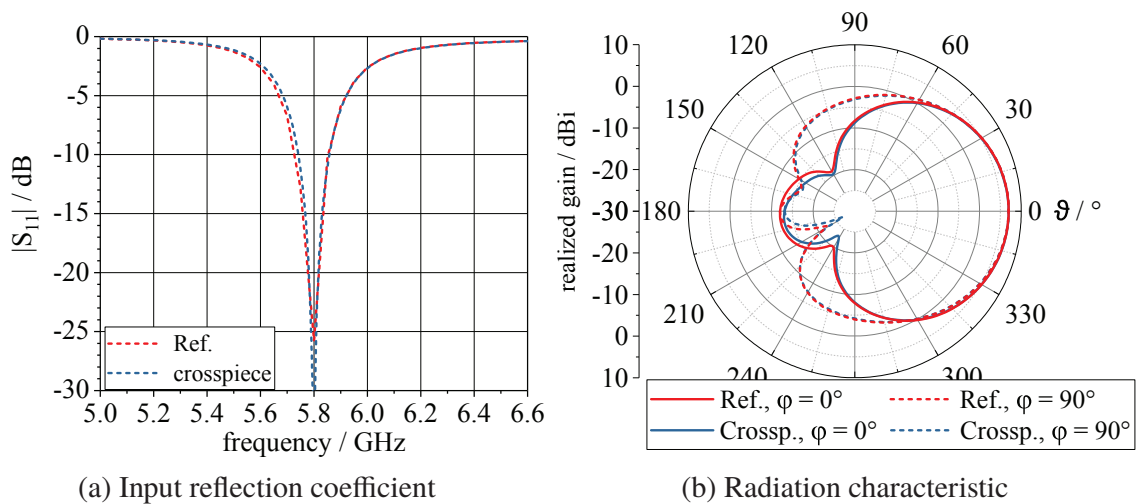 0
-5
-10
-15
-20
-25
-30
|S11| / dB
Ref.
crosspiece
5.0 5.2 5.4 5.6 5.8 6.0 6.2 6.4 6.6
frequency / GHz
(a) Input reflection coefficient
10
0
-10
-20
-30
-20
-10
0
10
realized gain / dBi
90
120
60
150
30
180
0 ϑ / °
210
330
240
300
Ref., φ = 0°
Ref., φ = 90°
Crossp., φ = 0°
Crossp., φ = 90°
(b) Radiation characteristic